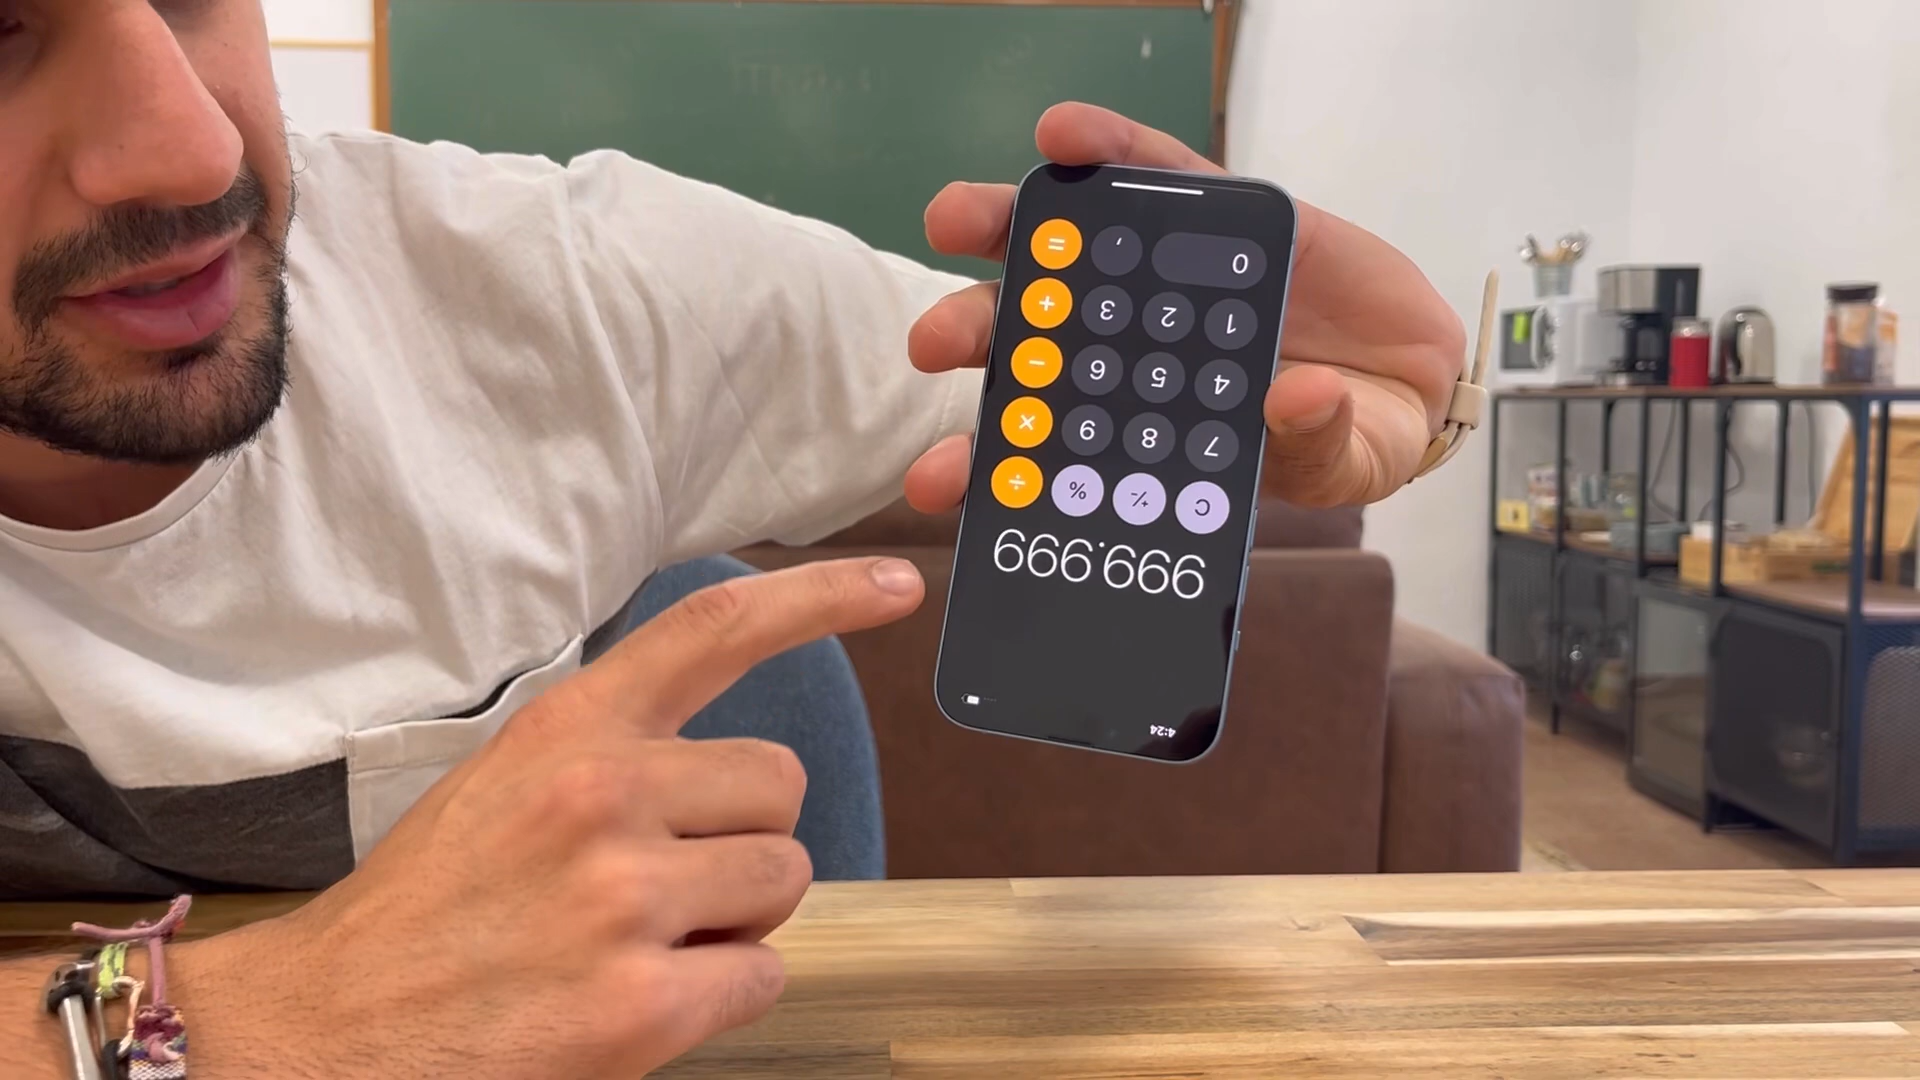 4:24
999.999
C +/- % ÷
7 8 9 ×
4 5 6 −
1 2 3 +
0 , =